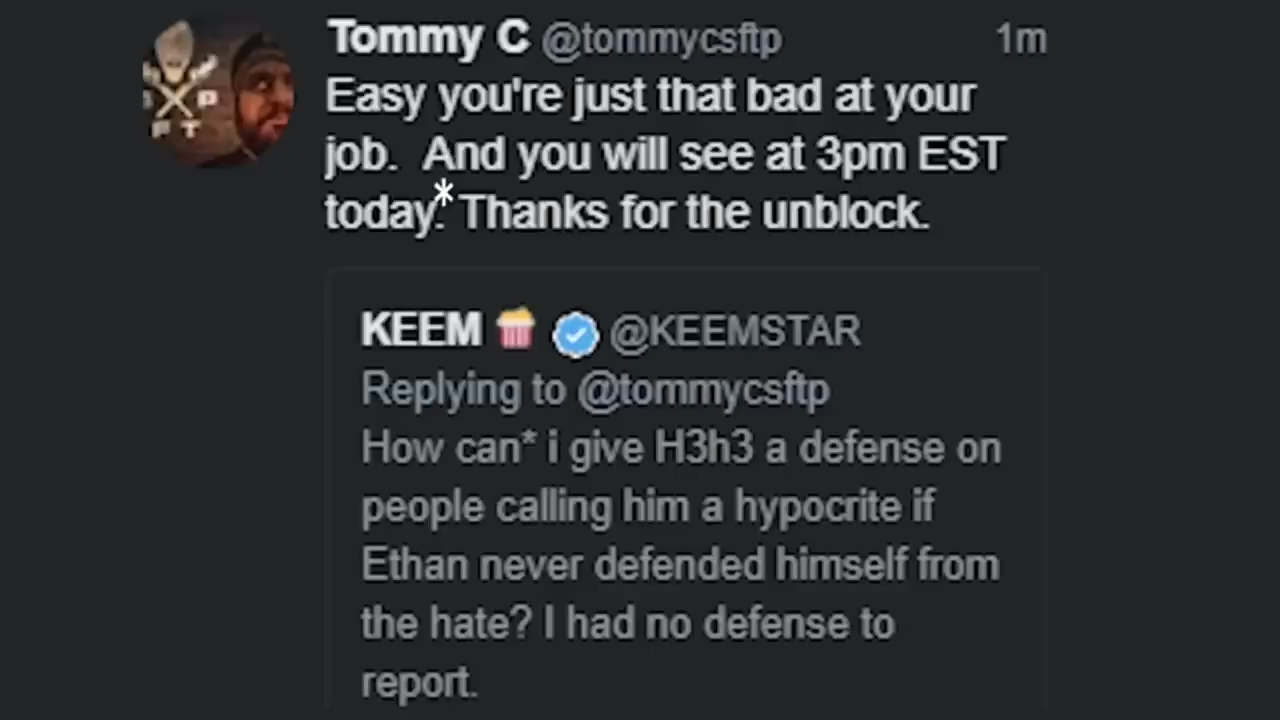 Tommy C @tommycsftp 1m
Easy you're just that bad at your
job.  And you will see at 3pm EST
today.* Thanks for the unblock.
KEEM 🍿 @KEEMSTAR
Replying to @tommycsftp
How can* i give H3h3 a defense on
people calling him a hypocrite if
Ethan never defended himself from
the hate? I had no defense to
report.